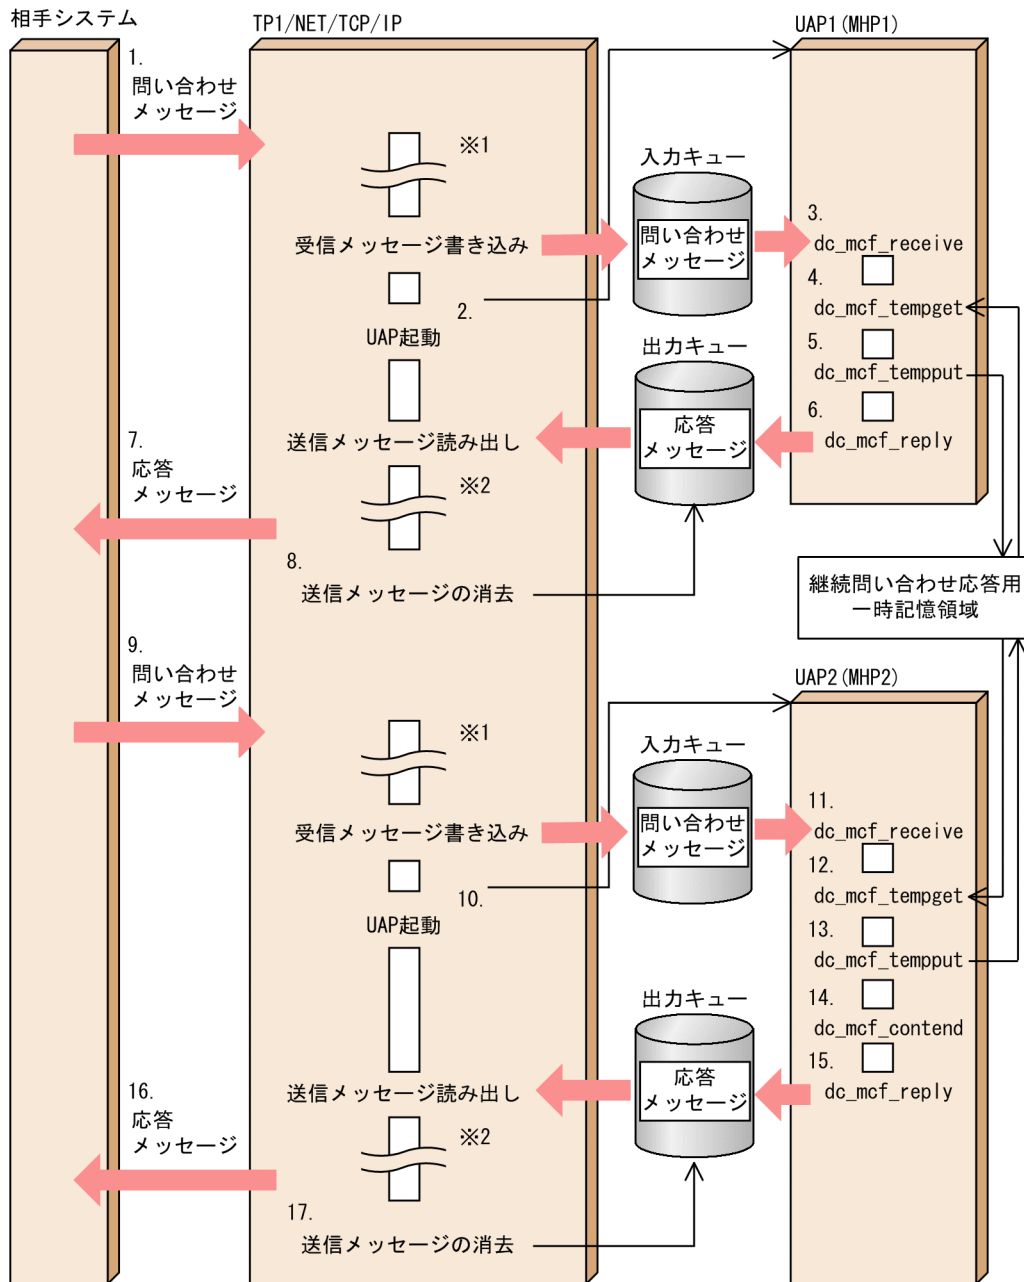 相手システム
TP1/NET/TCP/IP
UAP1(MHP1)
1.
問い合わせ
メッセージ
※1
入力キュー
受信メッセージ書き込み
問い合わせ
メッセージ
3.
dc_mcf_receive
2.
4.
dc_mcf_tempget
UAP起動
出力キュー
5.
dc_mcf_tempput
6.
dc_mcf_reply
送信メッセージ読み出し
応答
メッセージ
7.
応答
メッセージ
※2
8.
送信メッセージの消去
継続問い合わせ応答用
一時記憶領域
9.
問い合わせ
メッセージ
UAP2(MHP2)
※1
入力キュー
受信メッセージ書き込み
問い合わせ
メッセージ
11.
dc_mcf_receive
10.
12.
dc_mcf_tempget
UAP起動
13.
dc_mcf_tempput
出力キュー
14.
dc_mcf_contend
15.
dc_mcf_reply
送信メッセージ読み出し
応答
メッセージ
16.
応答
メッセージ
※2
17.
送信メッセージの消去